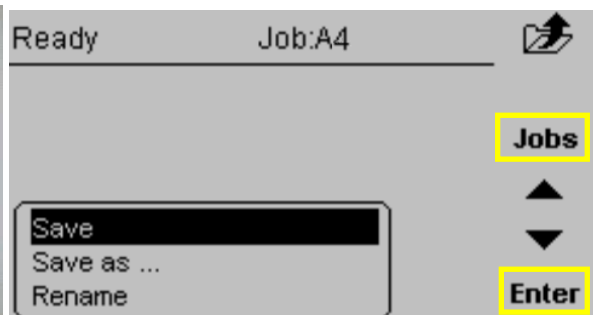 Ready Job:A4
Jobs
Save
Save as ...
Rename
Enter